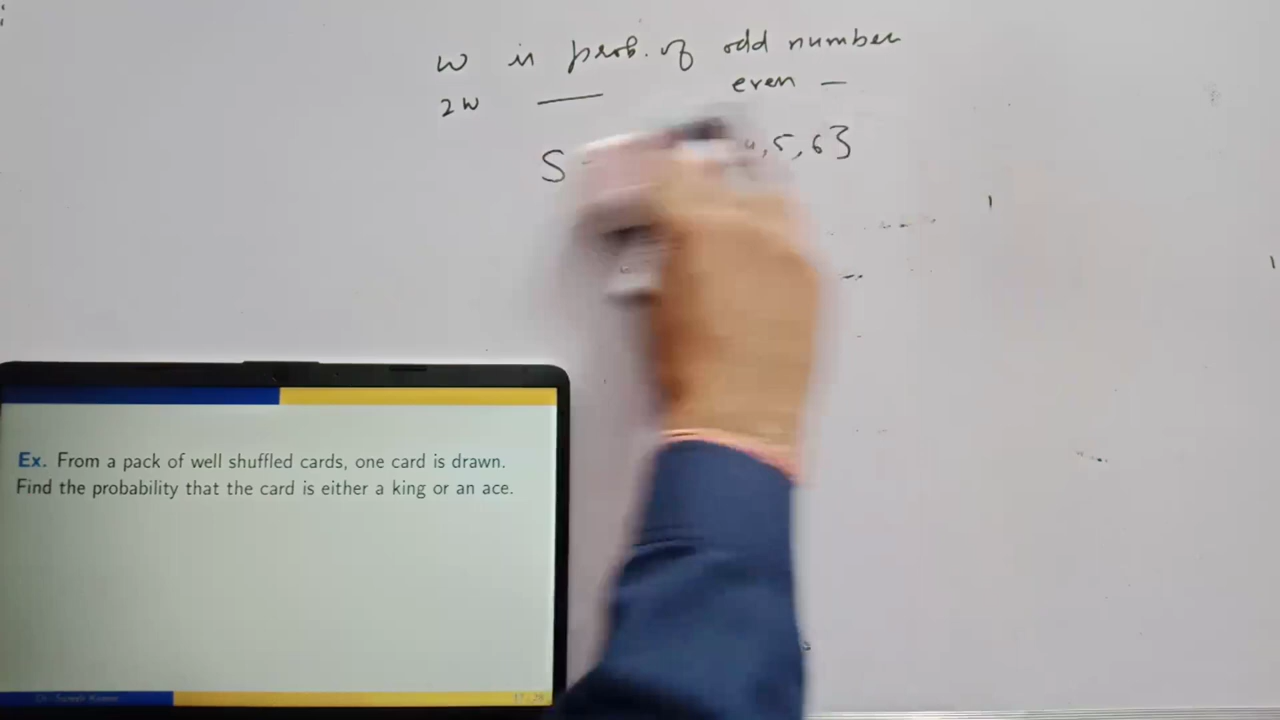 w is prob. of odd number
2w — even —
S 4,5,6}
Ex. From a pack of well shuffled cards, one card is drawn.
Find the probability that the card is either a king or an ace.